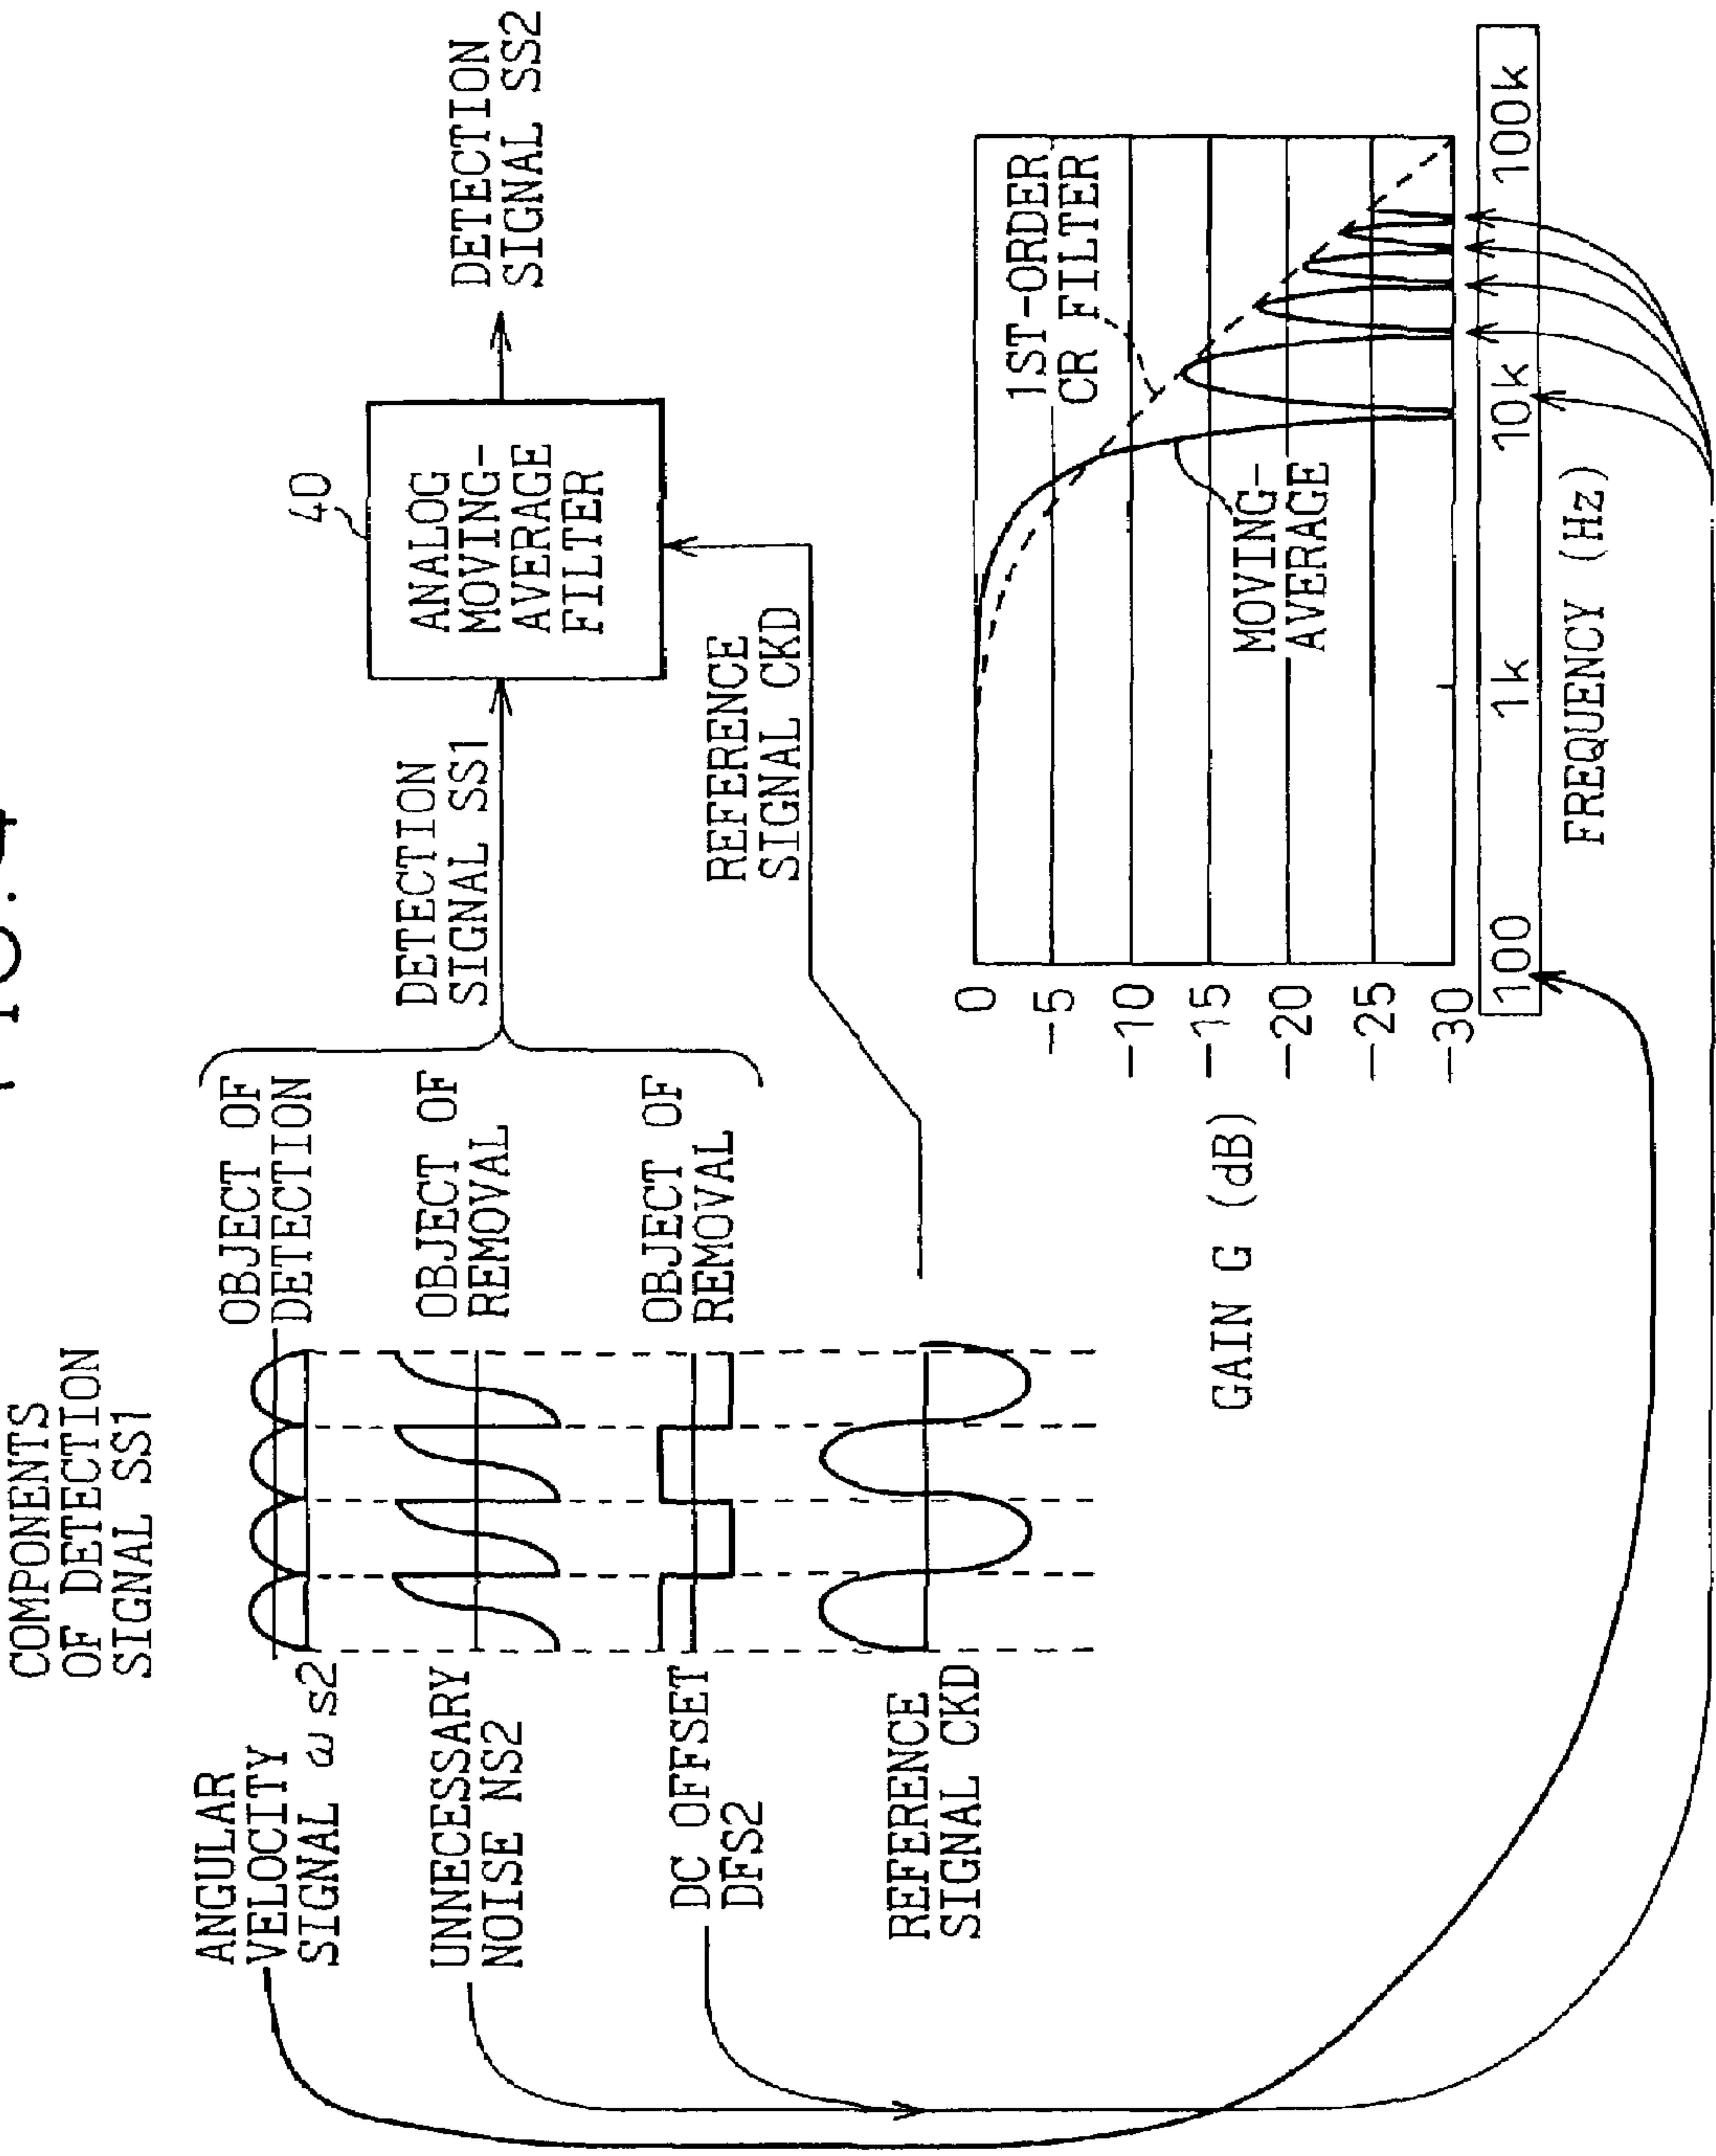 FIG. 4
COMPONENTS
OF DETECTION
SIGNAL SS1
ANGULAR
VELOCITY
SIGNAL ω s2
OBJECT OF
DETECTION
UNNECESSARY
NOISE NS2
OBJECT OF
REMOVAL
DC OFFSET
DFS2
OBJECT OF
REMOVAL
REFERENCE
SIGNAL CKD
DETECTION
SIGNAL SS1
REFERENCE
SIGNAL CKD
40
ANALOG
MOVING-
AVERAGE
FILTER
DETECTION
SIGNAL SS2
GAIN G (dB)
0
-5
-10
-15
-20
-25
-30
1ST-ORDER
CR FILTER
MOVING-
AVERAGE
100 1k 10k 100k
FREQUENCY (Hz)